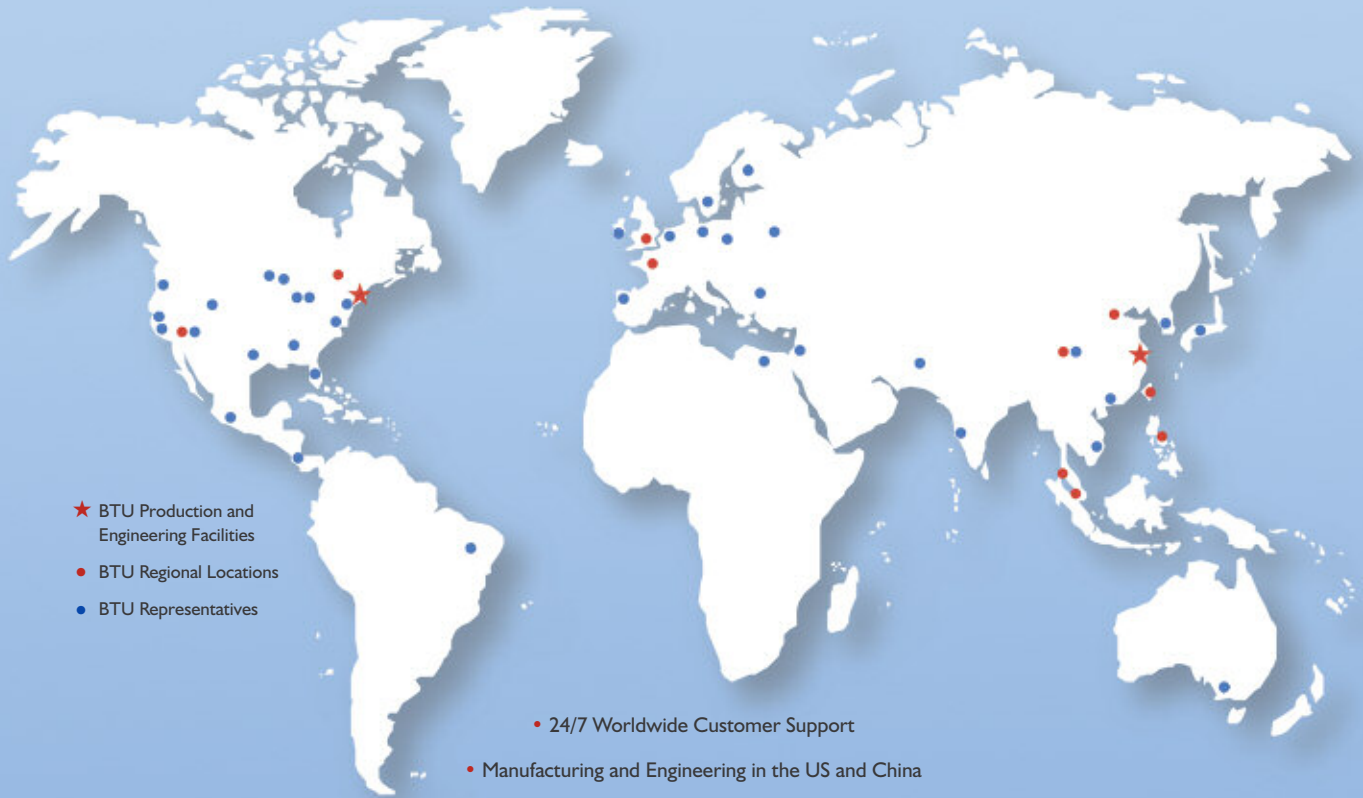 BTU Production and
Engineering Facilities
BTU Regional Locations
BTU Representatives
• 24/7 Worldwide Customer Support
• Manufacturing and Engineering in the US and China